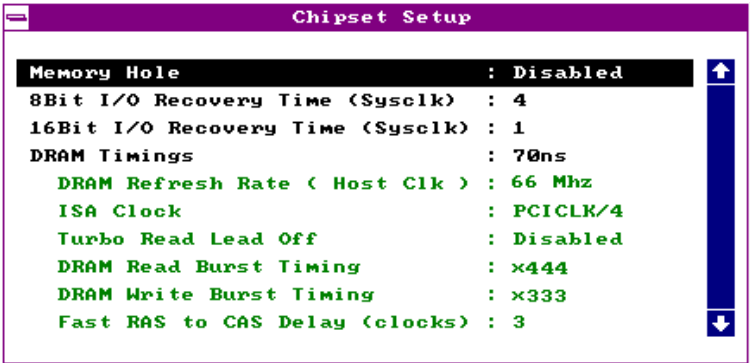 Chipset Setup
Memory Hole : Disabled
8Bit I/O Recovery Time (Sysclk) : 4
16Bit I/O Recovery Time (Sysclk) : 1
DRAM Timings : 70ns
DRAM Refresh Rate ( Host Clk ) : 66 Mhz
ISA Clock : PCICLK/4
Turbo Read Lead Off : Disabled
DRAM Read Burst Timing : x444
DRAM Write Burst Timing : x333
Fast RAS to CAS Delay (clocks) : 3